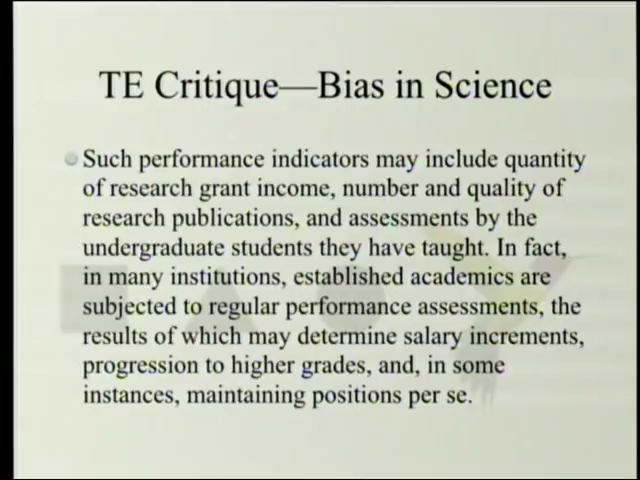 TE Critique—Bias in Science
Such performance indicators may include quantity
of research grant income, number and quality of
research publications, and assessments by the
undergraduate students they have taught. In fact,
in many institutions, established academics are
subjected to regular performance assessments, the
results of which may determine salary increments,
progression to higher grades, and, in some
instances, maintaining positions per se.